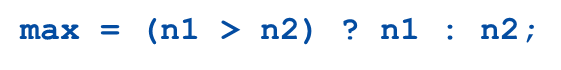 max = (n1 > n2) ? n1 : n2;